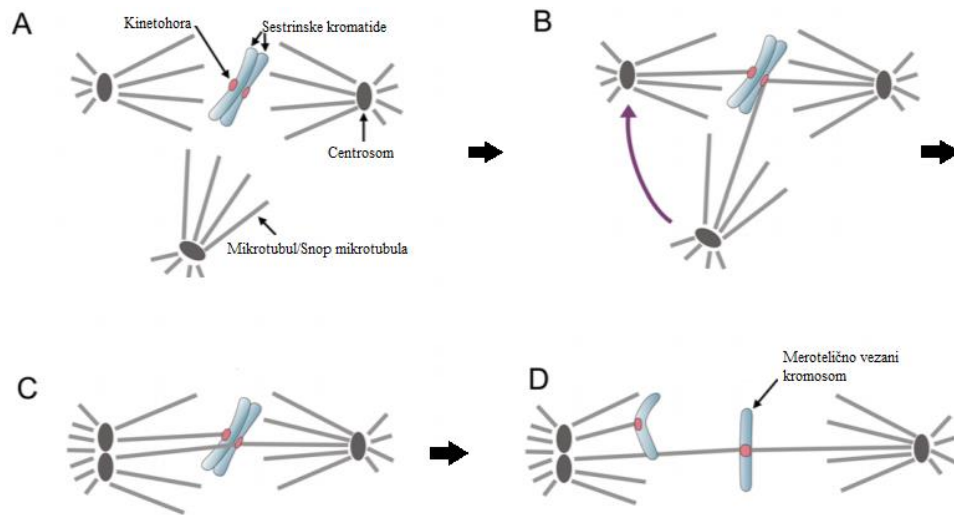 A
Kinetohora
Sestrinske kromatide
Centrosom
Mikrotubul/Snop mikrotubula
B
C
D
Merotelično vezani
kromosom